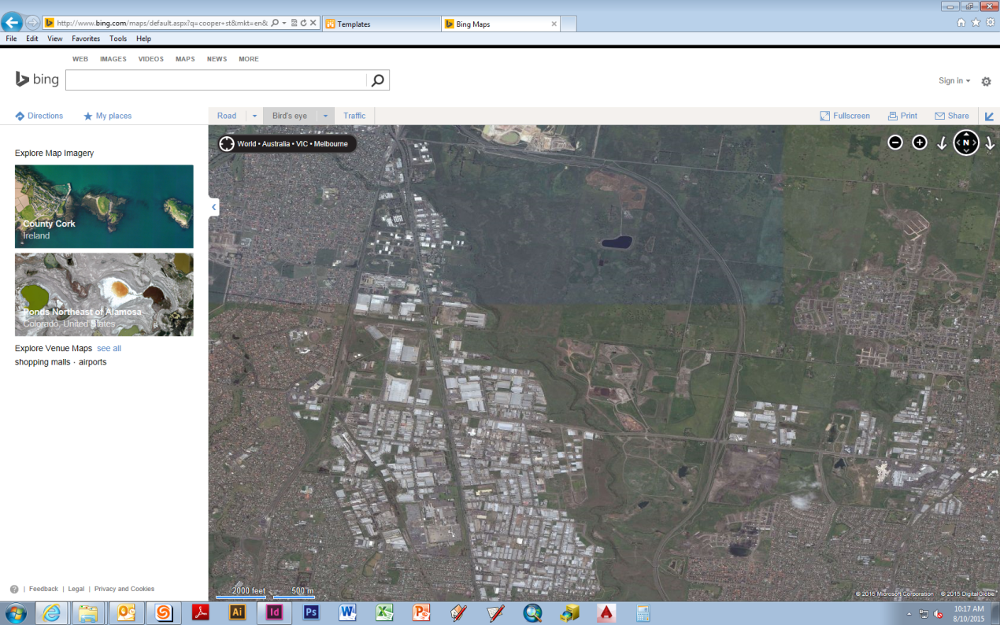 http://www.bing.com/maps/default.aspx?q=cooper+st&mkt=en&
Templates
Bing Maps
File Edit View Favorites Tools Help
WEB IMAGES VIDEOS MAPS NEWS MORE
bing
Sign in
Directions My places
Road Bird's eye Traffic
Fullscreen Print Share
World • Australia • VIC • Melbourne
N
Explore Map Imagery
County Cork
Ireland
Ponds Northeast of Alamosa
Colorado, United States
Explore Venue Maps see all
shopping malls · airports
2000 feet 500 m
© 2015 Microsoft Corporation © 2015 DigitalGlobe
? | Feedback | Legal | Privacy and Cookies
Ai Id Ps W X P A
10:17 AM
8/10/2015